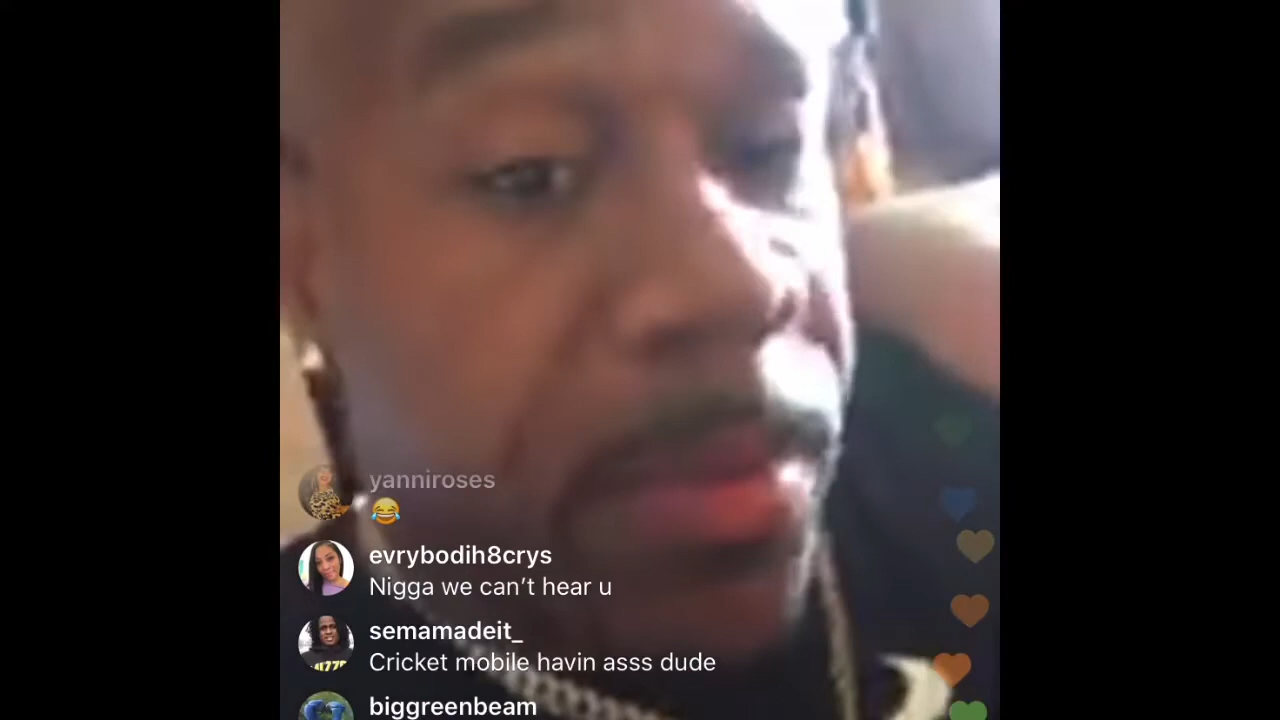 yanniroses
😂
evrybodih8crys
Nigga we can’t hear u
semamadeit_
Cricket mobile havin asss dude
biggreenbeam